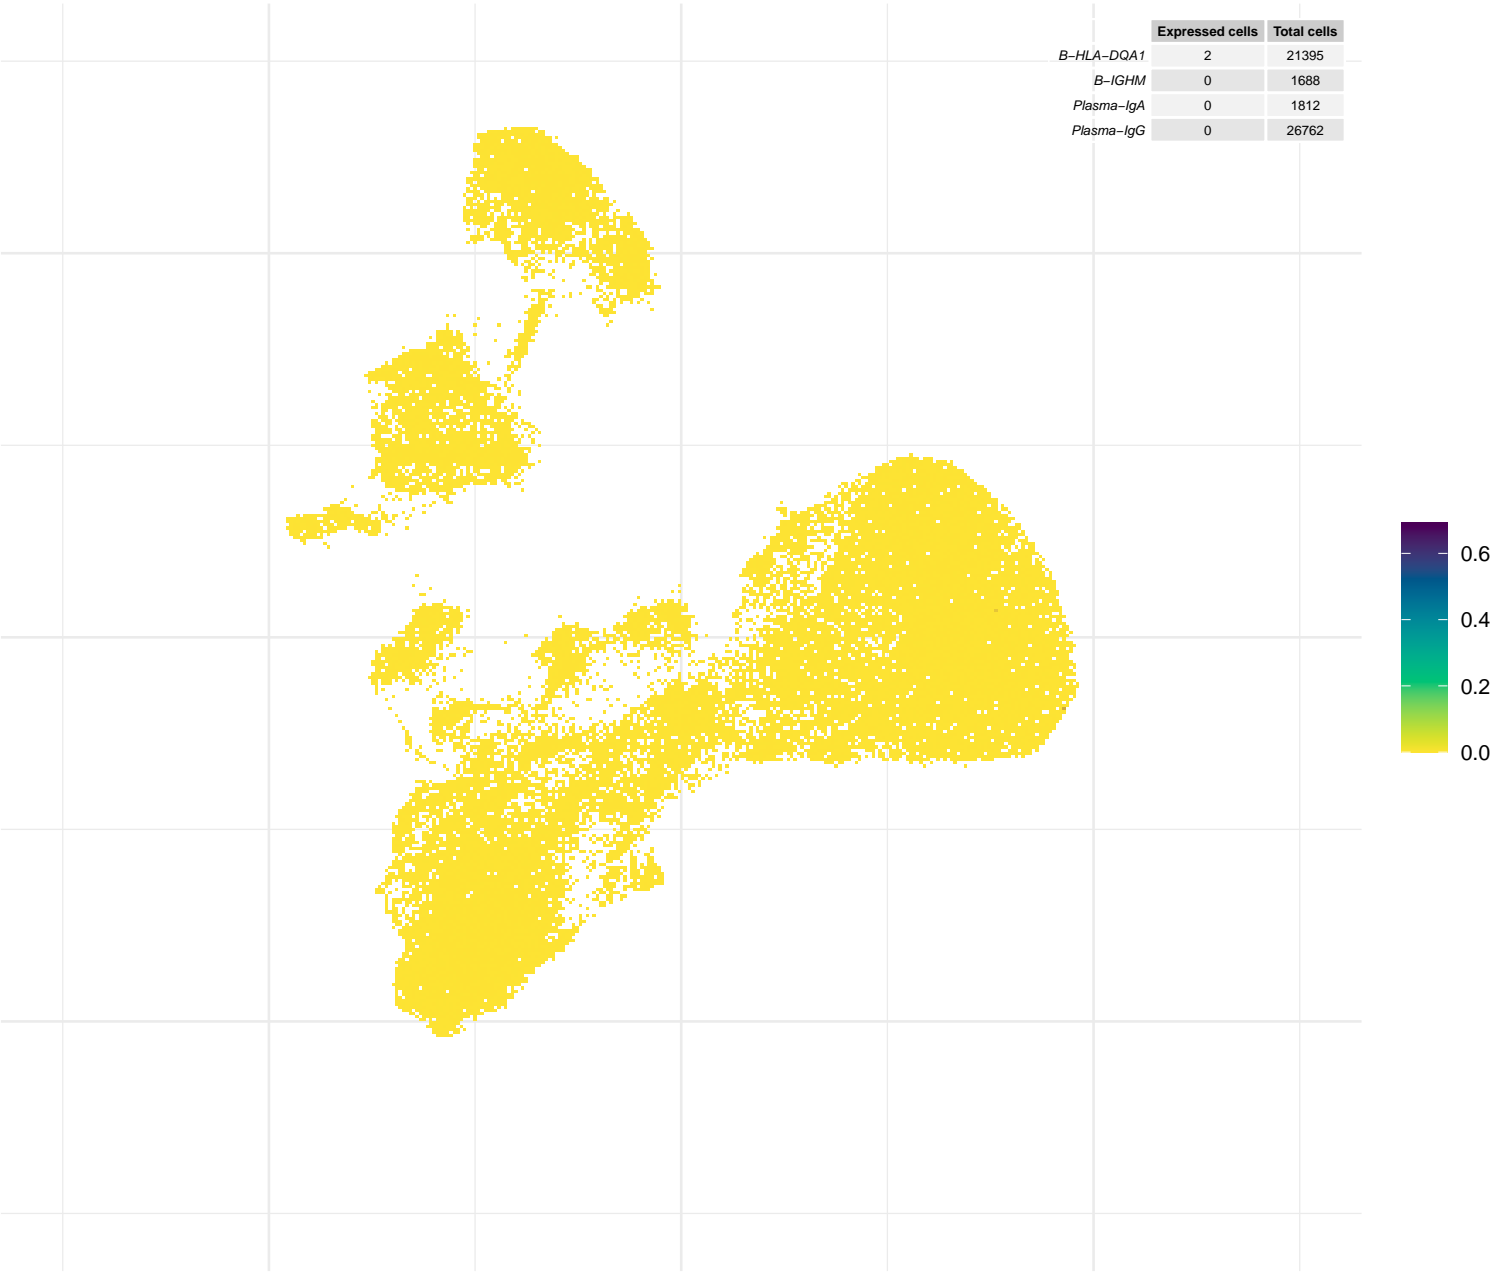 Expressed cells Total cells
B−HLA−DQA1 2 21395
B−IGHM 0 1688
Plasma−IgA 0 1812
Plasma−IgG 0 26762
0.6
0.4
0.2
0.0